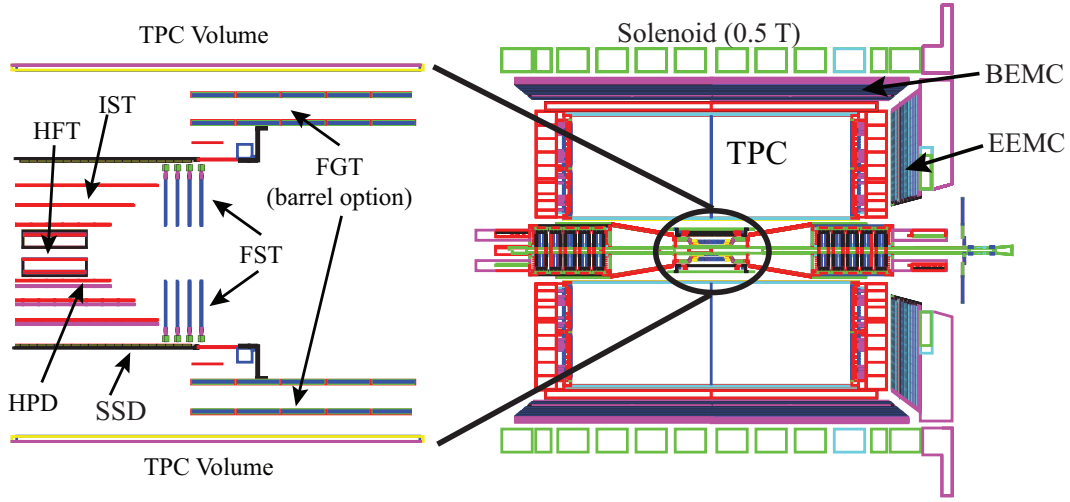 TPC Volume
IST
HFT
FGT
(barrel option)
FST
HPD
SSD
TPC Volume
Solenoid (0.5 T)
BEMC
TPC
EEMC